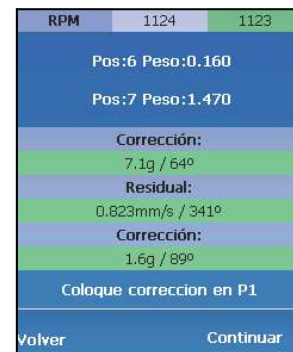 RPM 1124 1123
Pos:6 Peso:0.160
Pos:7 Peso:1.470
Corrección:
7.1g / 64º
Residual:
0.823mm/s / 341º
Corrección:
1.6g / 89º
Coloque correccion en P1
Volver Continuar